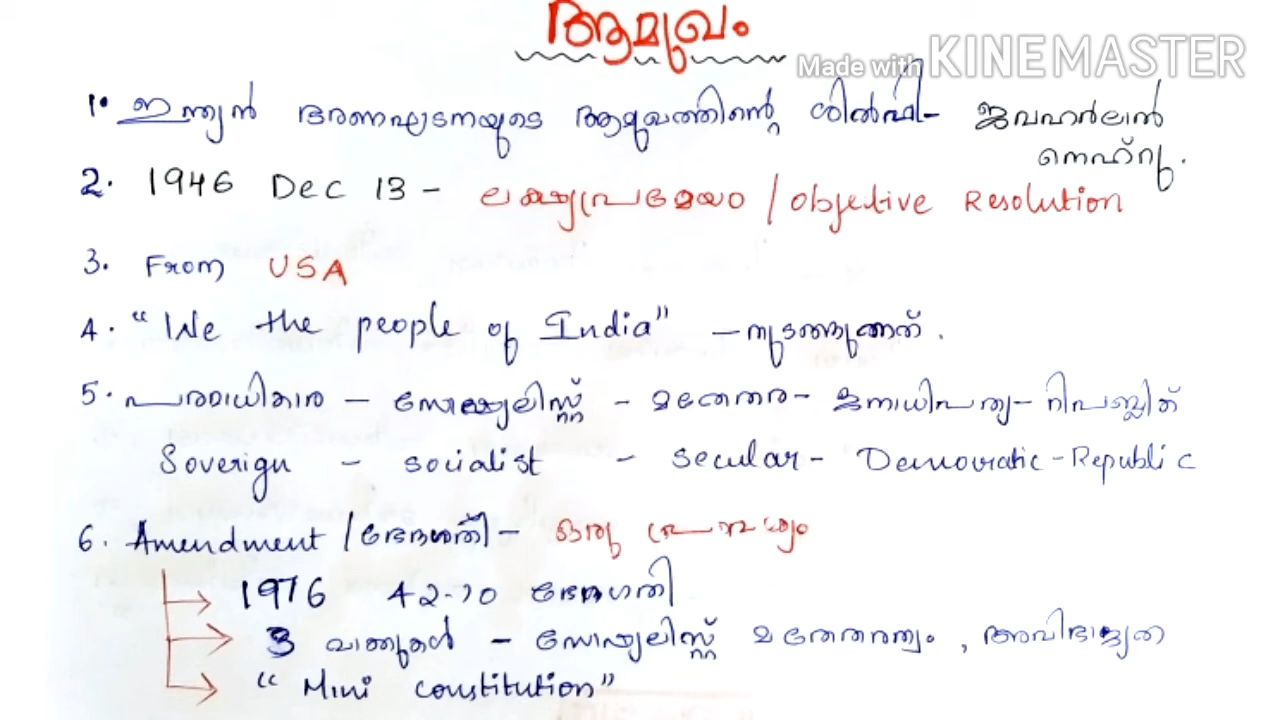 ആമുഖം
Made with KINEMASTER
1. ഇന്ത്യൻ ഭരണഘടനയുടെ ആമുഖത്തിന്റെ ശിൽപി - ജവഹർലാൽ
നെഹ്റു.
2. 1946 Dec 13 - ലക്ഷ്യപ്രമേയം / Objective Resolution
3. From USA
4. "We the people of India" - തുടങ്ങുന്നത്.
5. പരമാധികാര - സോഷ്യലിസ്റ്റ് - മതേതര - ജനാധിപത്യ - റിപബ്ലിക്
Soverign - socialist - secular - Democratic - Republic
6. Amendment / ഭേദഗതി - ഒരു പ്രാവശ്യം
1976 42-ാo ഭേദഗതി
3 വാക്കുകൾ - സോഷ്യലിസ്റ്റ് മതേതരത്വം, അവിഭാജ്യത
"Mini constitution"